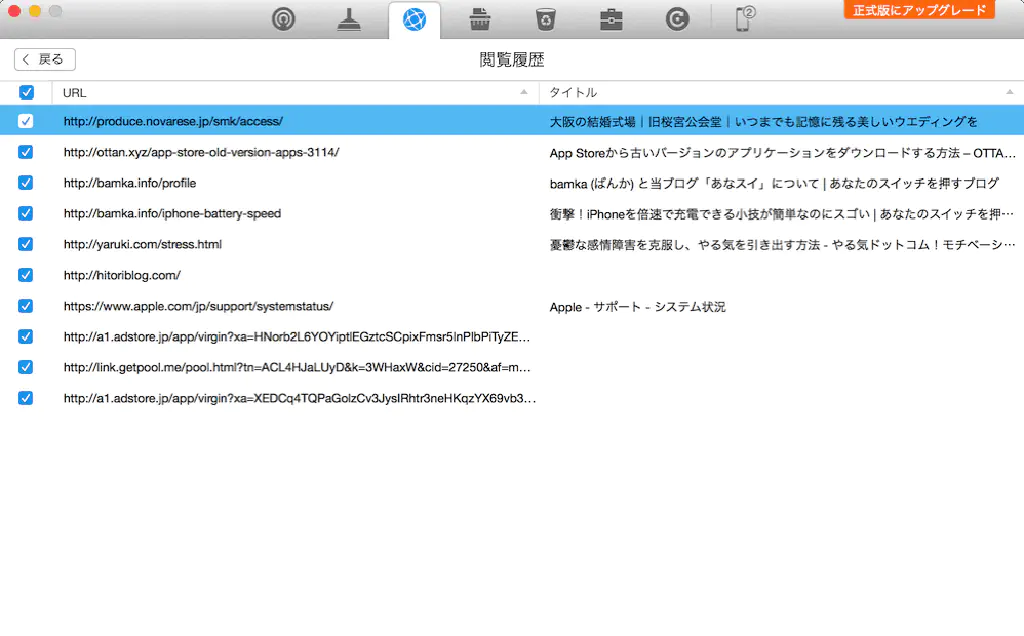 正式版にアップグレード
2
戻る
閲覧履歴
URL タイトル
http://produce.novarese.jp/smk/access/ 大阪の結婚式場｜旧桜宮公会堂｜いつまでも記憶に残る美しいウエディングを
http://ottan.xyz/app-store-old-version-apps-3114/ App Storeから古いバージョンのアプリケーションをダウンロードする方法 – OTTA…
http://bamka.info/profile bamka (ばんか) と当ブログ「あなスイ」について | あなたのスイッチを押すブログ
http://bamka.info/iphone-battery-speed 衝撃！iPhoneを倍速で充電できる小技が簡単なのにスゴい | あなたのスイッチを押…
http://yaruki.com/stress.html 憂鬱な感情障害を克服し、やる気を引き出す方法 - やる気ドットコム！モチベーシ…
http://hitoriblog.com/
https://www.apple.com/jp/support/systemstatus/ Apple - サポート - システム状況
http://a1.adstore.jp/app/virgin?xa=HNorb2L6YOYiptIEGztcSCpixFmsr5InPlbPiTyZE…
http://link.getpool.me/pool.html?tn=ACL4HJaLUyD&k=3WHaxW&cid=27250&af=m…
http://a1.adstore.jp/app/virgin?xa=XEDCq4TQPaGolzCv3JysIRhtr3neHKqzYX69vb3…